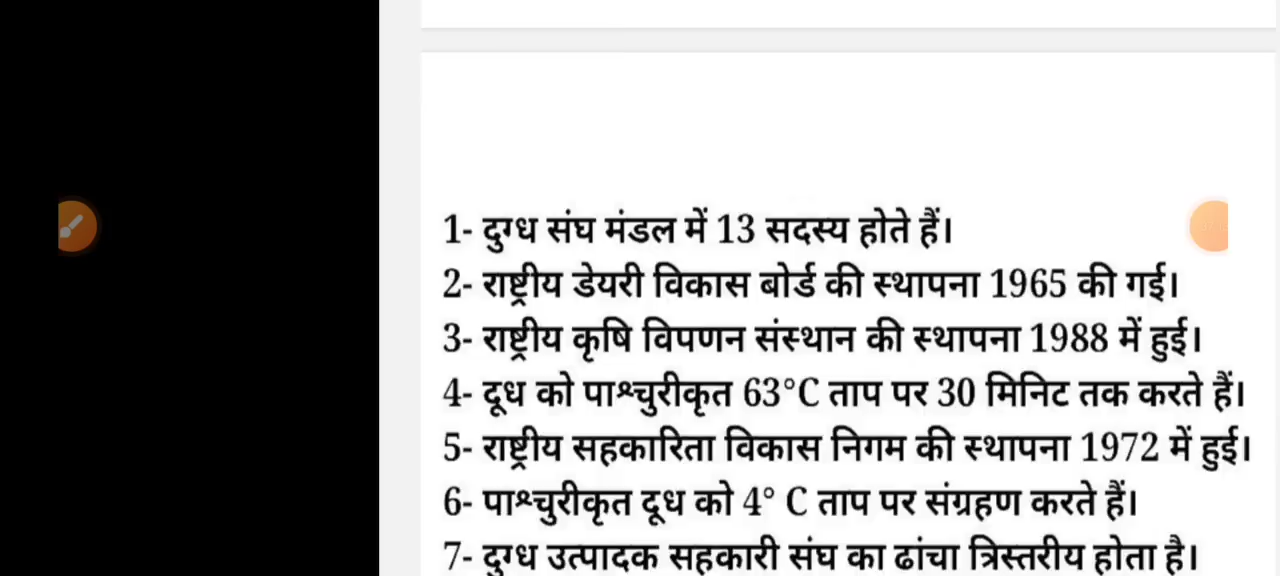 1- दुग्ध संघ मंडल में 13 सदस्य होते हैं।
2- राष्ट्रीय डेयरी विकास बोर्ड की स्थापना 1965 की गई।
3- राष्ट्रीय कृषि विपणन संस्थान की स्थापना 1988 में हुई।
4- दूध को पाश्चुरीकृत 63°C ताप पर 30 मिनिट तक करते हैं।
5- राष्ट्रीय सहकारिता विकास निगम की स्थापना 1972 में हुई।
6- पाश्चुरीकृत दूध को 4° C ताप पर संग्रहण करते हैं।
7- दुग्ध उत्पादक सहकारी संघ का ढांचा त्रिस्तरीय होता है।